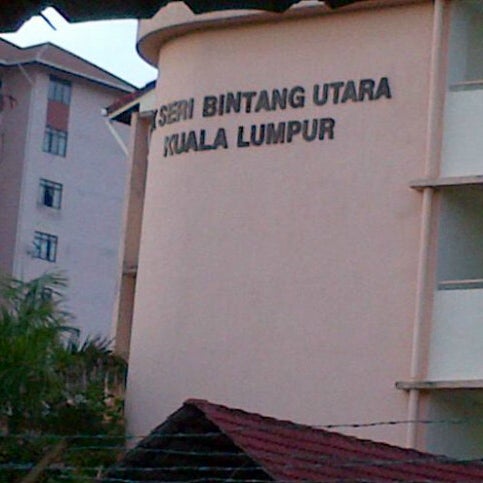 SERI BINTANG UTARA
KUALA LUMPUR